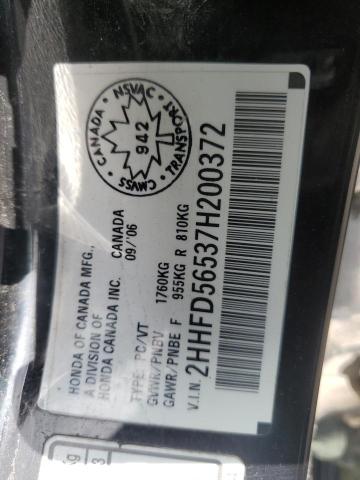 HONDA OF CANADA MFG.,
A DIVISION OF
HONDA CANADA INC. CANADA
09/'06
TYPE PC/VT
GVWR/PNBV 1760KG
GAWR/PNBE F 955KG R 810KG
V.I.N. 2HHFD56537H200372
CANADA
NSVAC
TRANSPORT
CMVSS
942